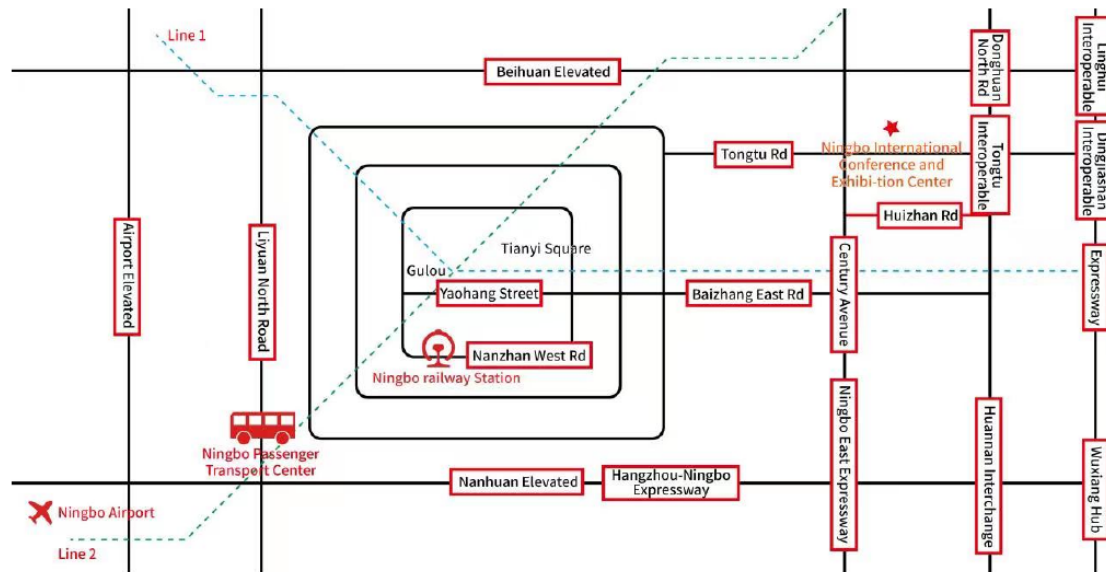 Line 1
Beihuan Elevated
Donghuan
North Rd
Linghui
Interoperable
Tongtu Rd
Ningbo International
Conference and
Exhibi-tion Center
Tongtu
Interoperable
Dingjiashan
Interoperable
Huizhan Rd
Airport Elevated
Liyuan North Road
Tianyi Square
Gulou
Yaohang Street
Baizhang East Rd
Century Avenue
Expressway
Nanzhan West Rd
Ningbo railway Station
Ningbo Passenger
Transport Center
Nanhuan Elevated
Hangzhou-Ningbo
Expressway
Ningbo East Expressway
Huannan Interchange
Wuxiang Hub
Ningbo Airport
Line 2